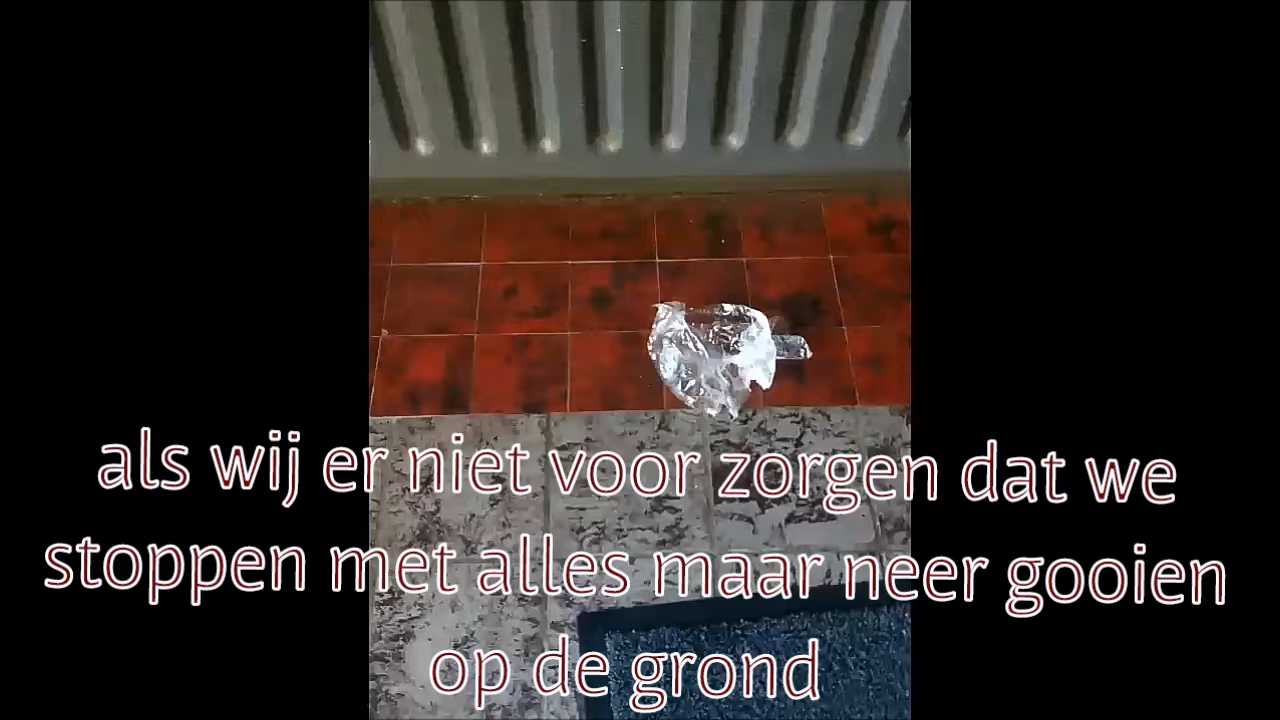 als wij er niet voor zorgen dat we
stoppen met alles maar neer gooien
op de grond